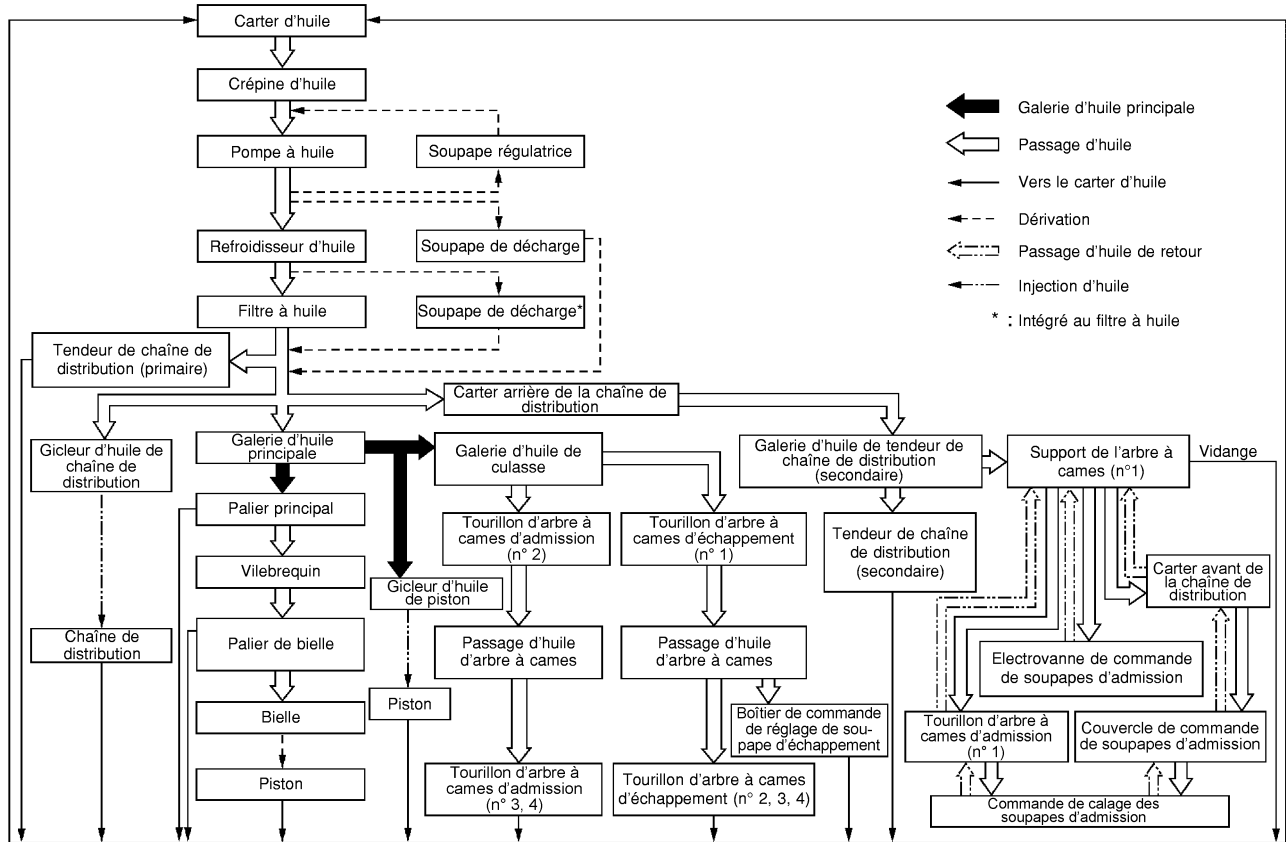 Carter d'huile
Crépine d'huile
Pompe à huile
Soupape régulatrice
Refroidisseur d'huile
Soupape de décharge
Filtre à huile
Soupape de décharge*
Galerie d'huile principale
Passage d'huile
Vers le carter d'huile
Dérivation
Passage d'huile de retour
Injection d'huile
* : Intégré au filtre à huile
Tendeur de chaîne de
distribution (primaire)
Carter arrière de la chaîne de
distribution
Gicleur d'huile de
chaîne de
distribution
Galerie d'huile
principale
Galerie d'huile de
culasse
Galerie d'huile de tendeur de
chaîne de distribution
(secondaire)
Support de l'arbre à
cames (n°1)
Vidange
Palier principal
Tourillon d'arbre à
cames d'admission
(n° 2)
Tourillon d'arbre à
cames d'échappement
(n° 1)
Tendeur de chaîne
de distribution
(secondaire)
Vilebrequin
Gicleur d'huile
de piston
Carter avant de
la chaîne de
distribution
Chaîne de
distribution
Palier de bielle
Passage d'huile
d'arbre à cames
Passage d'huile
d'arbre à cames
Electrovanne de commande
de soupapes d'admission
Bielle
Piston
Boîtier de commande
de réglage de sou-
pape d'échappement
Tourillon d'arbre à
cames d'admission
(n° 1)
Couvercle de commande
de soupapes d'admission
Piston
Tourillon d'arbre à
cames d'admission
(n° 3, 4)
Tourillon d'arbre à cames
d'échappement (n° 2, 3, 4)
Commande de calage des
soupapes d'admission